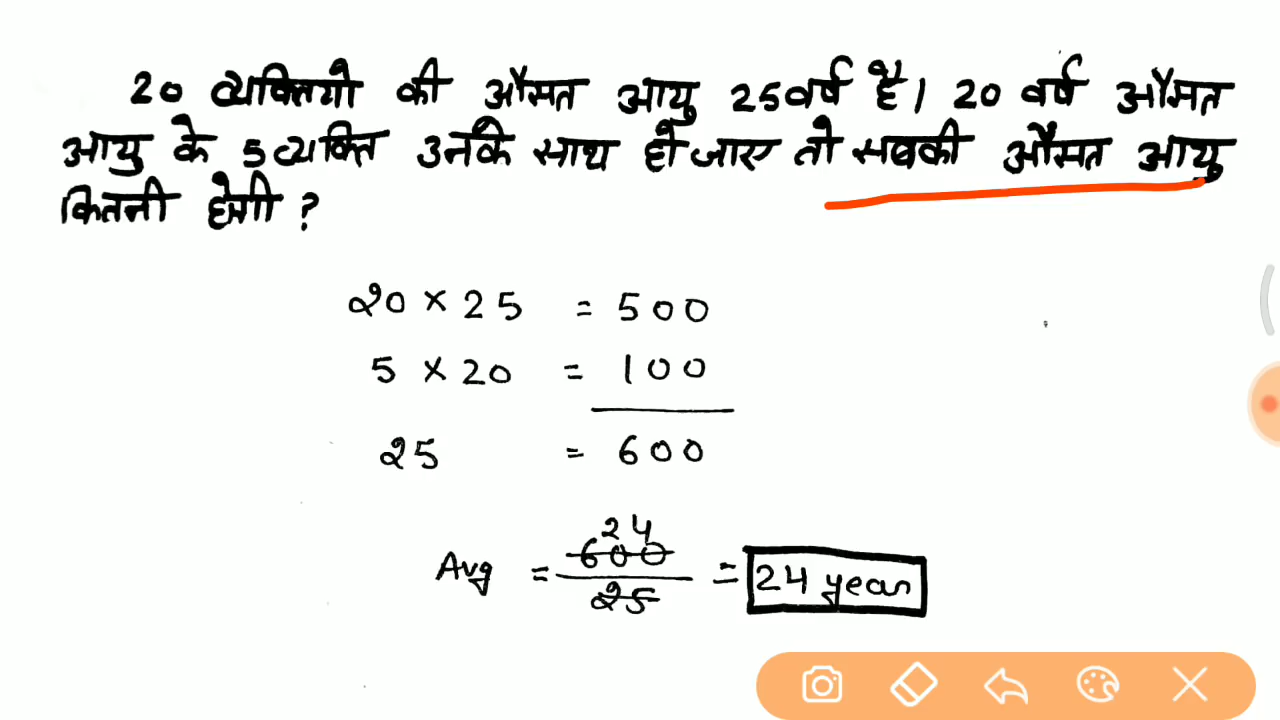 20 व्यक्तियो की औसत आयु 25 वर्ष है। 20 वर्ष औसत
आयु के 5 व्यक्ति उनके साथ हो जाए तो सबकी औसत आयु
कितनी होगी ?
20 × 25 = 500
5 × 20 = 100
25 = 600
24
Avg = 600/25 = 24 year